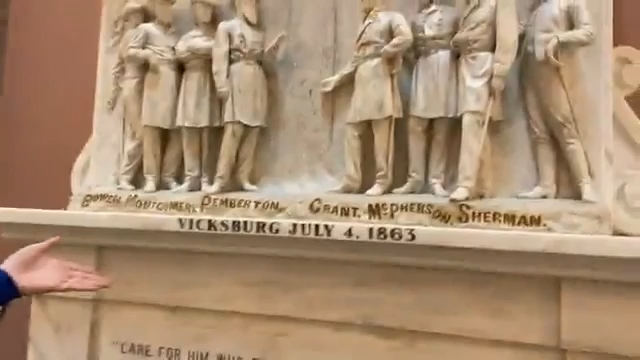 BOWEN. MONTGOMERY. PEMBERTON. GRANT. MCPHERSON. SHERMAN.
VICKSBURG JULY 4. 1863
"CARE FOR HIM WHO